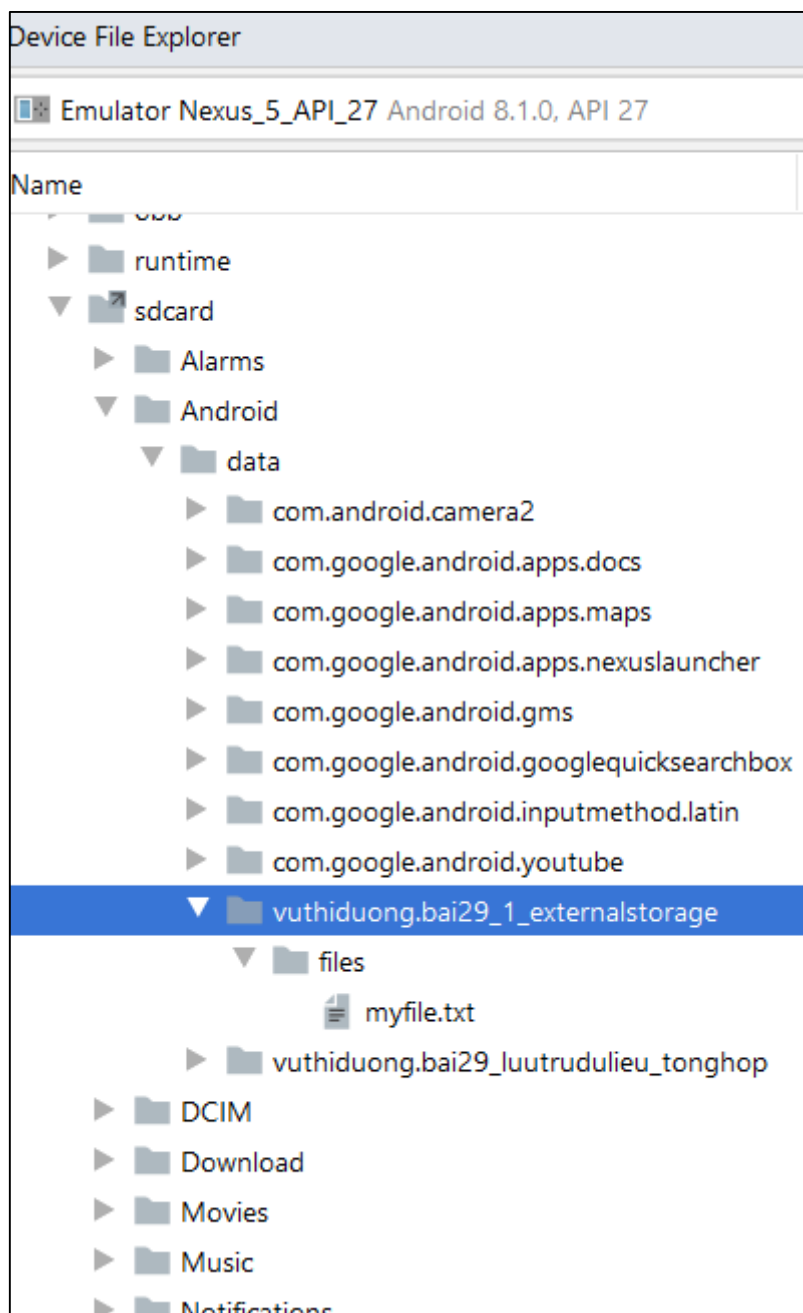 Device File Explorer
Emulator Nexus_5_API_27 Android 8.1.0, API 27
Name
obb
runtime
sdcard
Alarms
Android
data
com.android.camera2
com.google.android.apps.docs
com.google.android.apps.maps
com.google.android.apps.nexuslauncher
com.google.android.gms
com.google.android.googlequicksearchbox
com.google.android.inputmethod.latin
com.google.android.youtube
vuthiduong.bai29_1_externalstorage
files
myfile.txt
vuthiduong.bai29_luutrudulieu_tonghop
DCIM
Download
Movies
Music
Notifications